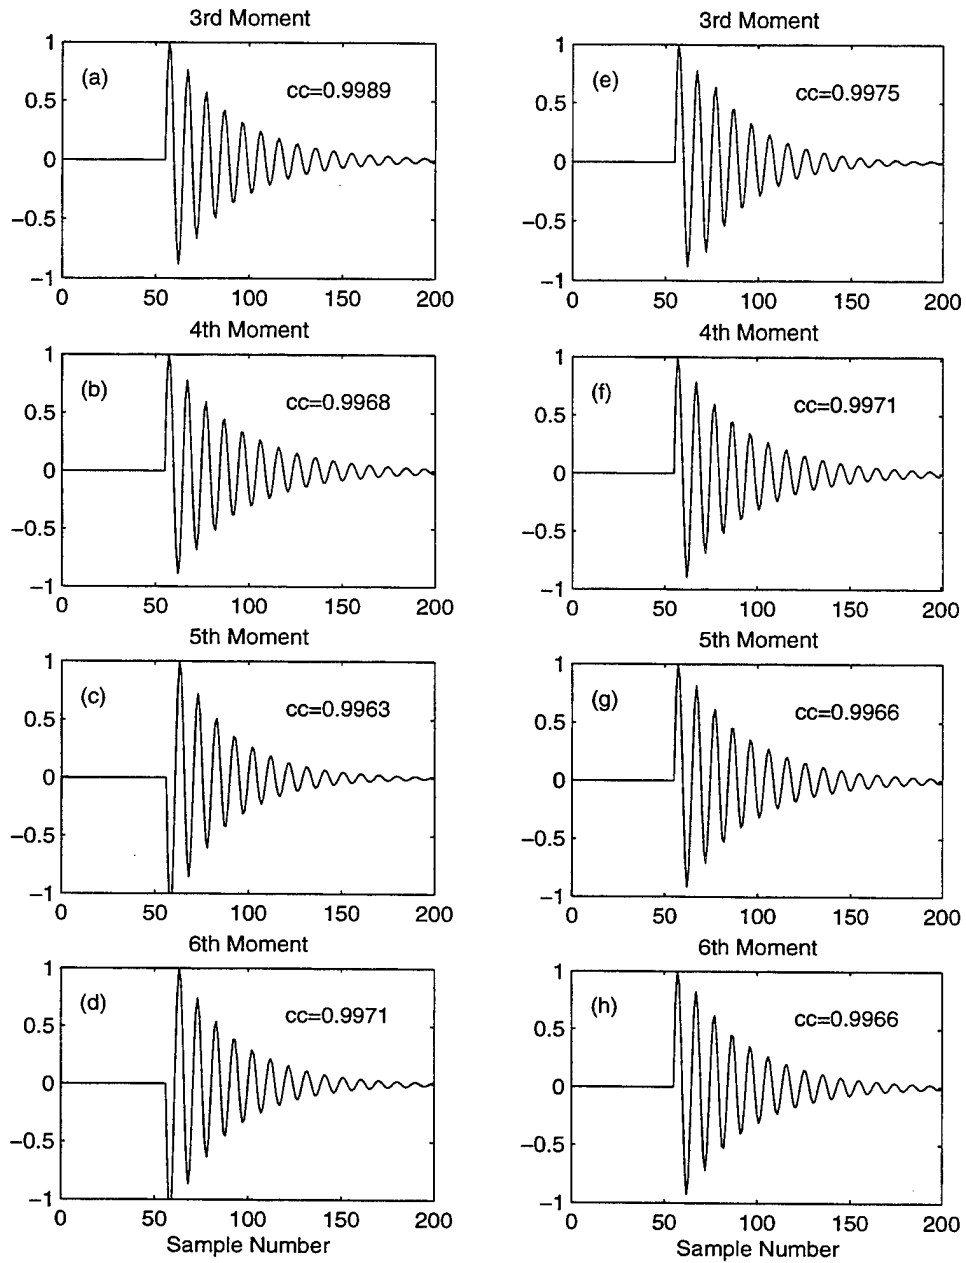 3rd Moment
1
0.5
0
−0.5
−1
0 50 100 150 200
(a)
cc=0.9989
4th Moment
1
0.5
0
−0.5
−1
0 50 100 150 200
(b)
cc=0.9968
5th Moment
1
0.5
0
−0.5
−1
0 50 100 150 200
(c)
cc=0.9963
6th Moment
1
0.5
0
−0.5
−1
0 50 100 150 200
(d)
cc=0.9971
Sample Number
3rd Moment
1
0.5
0
−0.5
−1
0 50 100 150 200
(e)
cc=0.9975
4th Moment
1
0.5
0
−0.5
−1
0 50 100 150 200
(f)
cc=0.9971
5th Moment
1
0.5
0
−0.5
−1
0 50 100 150 200
(g)
cc=0.9966
6th Moment
1
0.5
0
−0.5
−1
0 50 100 150 200
(h)
cc=0.9966
Sample Number